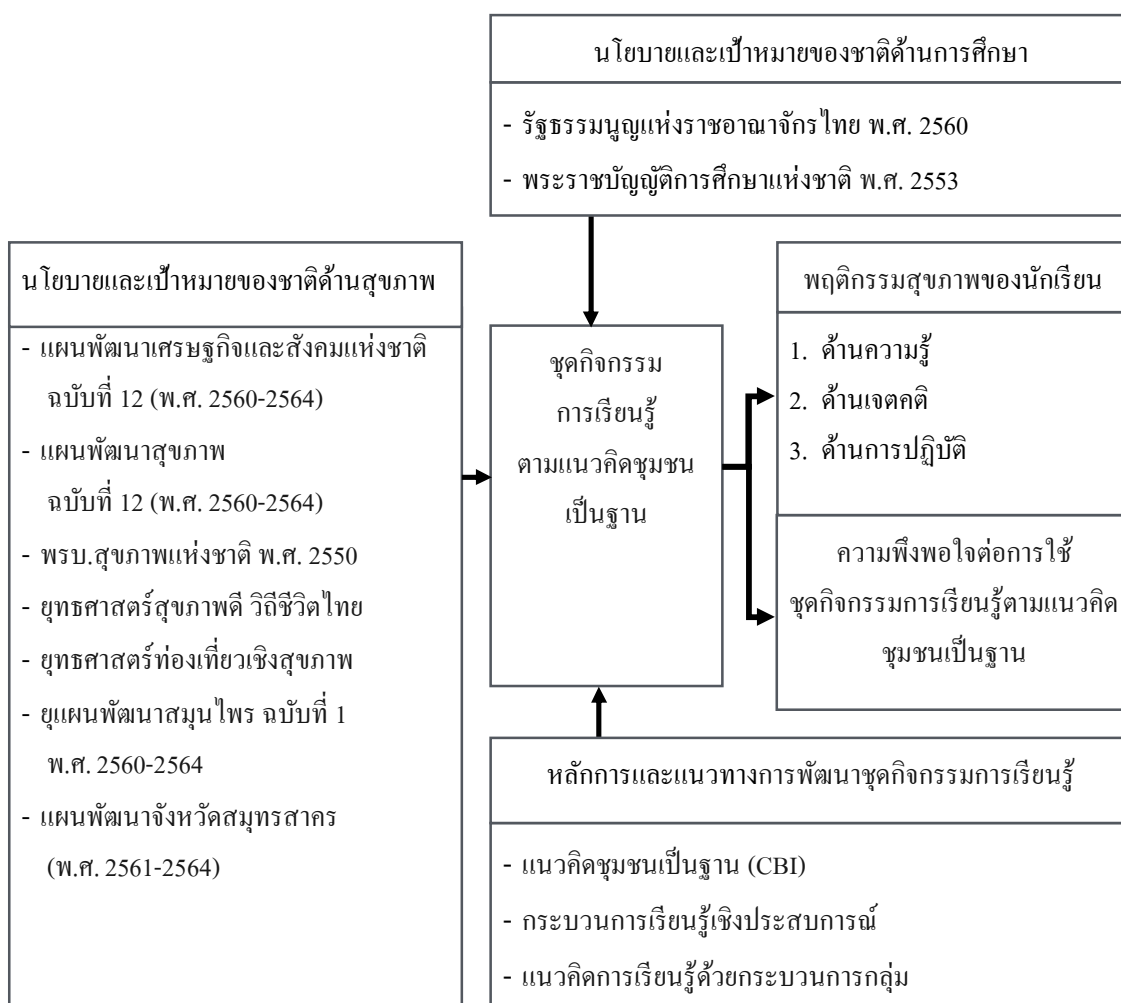 นโยบายและเป้าหมายของชาติด้านการศึกษา
- รัฐธรรมนูญแห่งราชอาณาจักรไทย พ.ศ. 2560
- พระราชบัญญัติการศึกษาแห่งชาติ พ.ศ. 2553
นโยบายและเป้าหมายของชาติด้านสุขภาพ
- แผนพัฒนาเศรษฐกิจและสังคมแห่งชาติ
ฉบับที่ 12 (พ.ศ. 2560-2564)
- แผนพัฒนาสุขภาพ
ฉบับที่ 12 (พ.ศ. 2560-2564)
- พรบ.สุขภาพแห่งชาติ พ.ศ. 2550
- ยุทธศาสตร์สุขภาพดี วิถีชีวิตไทย
- ยุทธศาสตร์ท่องเที่ยวเชิงสุขภาพ
- ยุแผนพัฒนาสมุนไพร ฉบับที่ 1
พ.ศ. 2560-2564
- แผนพัฒนาจังหวัดสมุทรสาคร
(พ.ศ. 2561-2564)
ชุดกิจกรรม
การเรียนรู้
ตามแนวคิดชุมชน
เป็นฐาน
พฤติกรรมสุขภาพของนักเรียน
1. ด้านความรู้
2. ด้านเจตคติ
3. ด้านการปฏิบัติ
ความพึงพอใจต่อการใช้
ชุดกิจกรรมการเรียนรู้ตามแนวคิด
ชุมชนเป็นฐาน
หลักการและแนวทางการพัฒนาชุดกิจกรรมการเรียนรู้
- แนวคิดชุมชนเป็นฐาน (CBI)
- กระบวนการเรียนรู้เชิงประสบการณ์
- แนวคิดการเรียนรู้ด้วยกระบวนการกลุ่ม